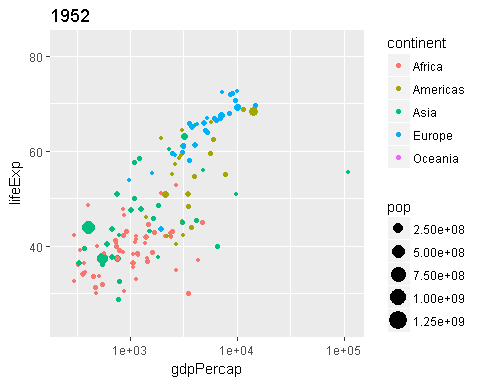 1952
lifeExp
80
60
40
1e+03
1e+04
1e+05
gdpPercap
continent
Africa
Americas
Asia
Europe
Oceania
pop
2.50e+08
5.00e+08
7.50e+08
1.00e+09
1.25e+09